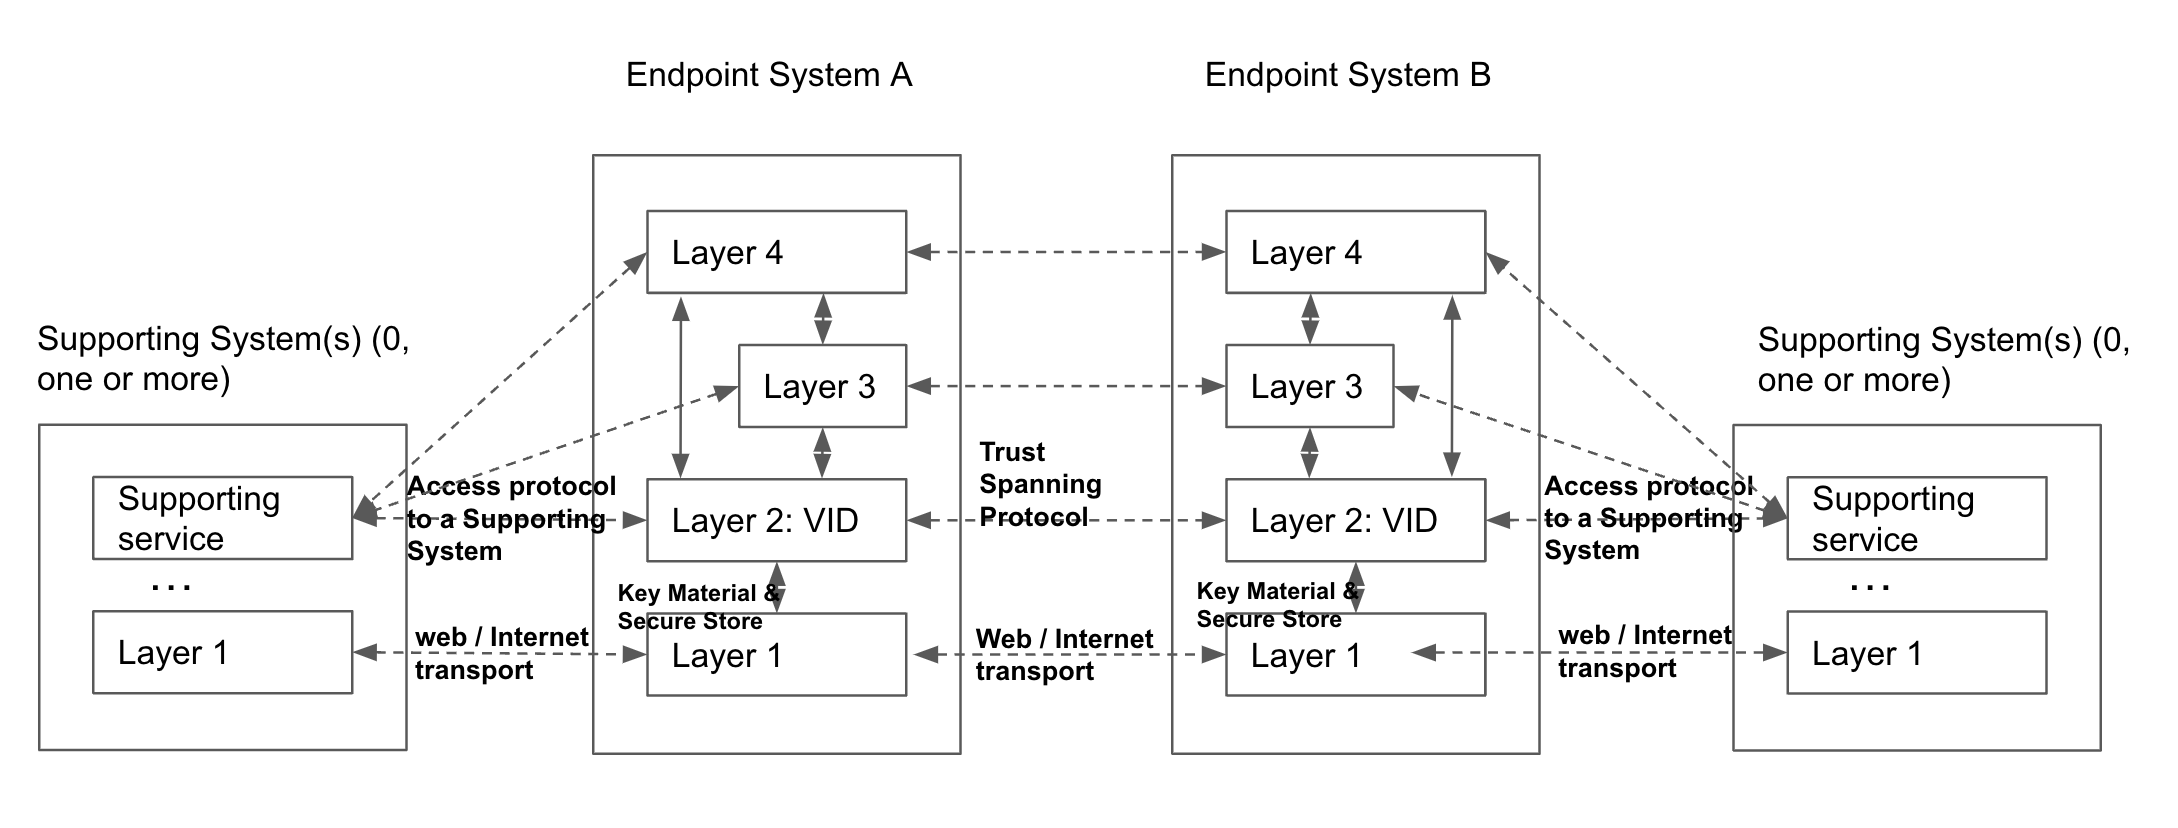 Endpoint System A
Endpoint System B
Supporting System(s) (0,
one or more)
Supporting
service
...
Layer 1
Access protocol
to a Supporting
System
web / Internet
transport
Layer 4
Layer 3
Layer 2: VID
Key Material &
Secure Store
Layer 1
Trust
Spanning
Protocol
Web / Internet
transport
Layer 4
Layer 3
Layer 2: VID
Key Material &
Secure Store
Layer 1
Access protocol
to a Supporting
System
web / Internet
transport
Supporting System(s) (0,
one or more)
Supporting
service
...
Layer 1